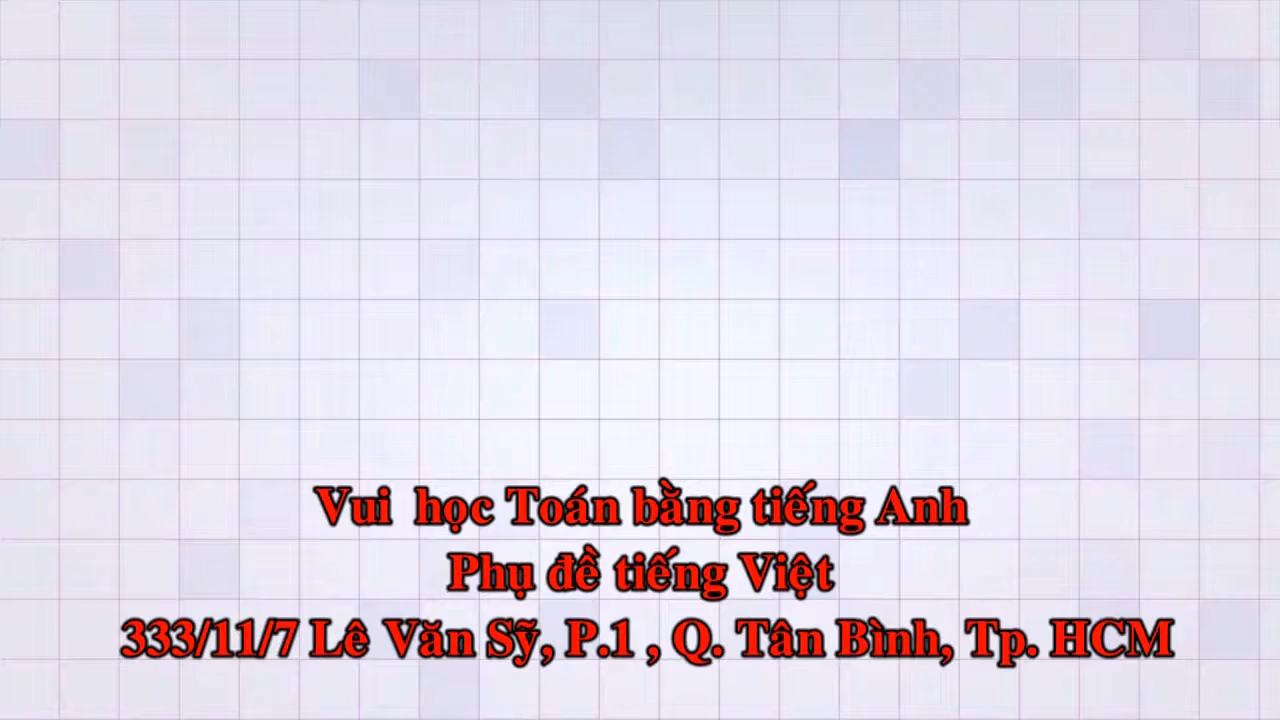 Vui học Toán bằng tiếng Anh
Phụ đề tiếng Việt
333/11/7 Lê Văn Sỹ, P.1 , Q. Tân Bình, Tp. HCM